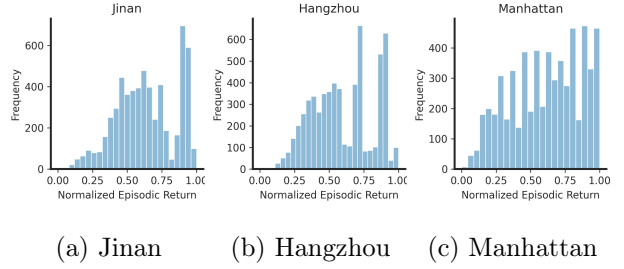 Jinan
Hangzhou
Manhattan
600
400
200
0
Frequency
0.00 0.25 0.50 0.75 1.00
Normalized Episodic Return
600
500
400
300
200
100
0
Frequency
0.00 0.25 0.50 0.75 1.00
Normalized Episodic Return
400
300
200
100
0
Frequency
0.00 0.25 0.50 0.75 1.00
Normalized Episodic Return
(a) Jinan
(b) Hangzhou
(c) Manhattan